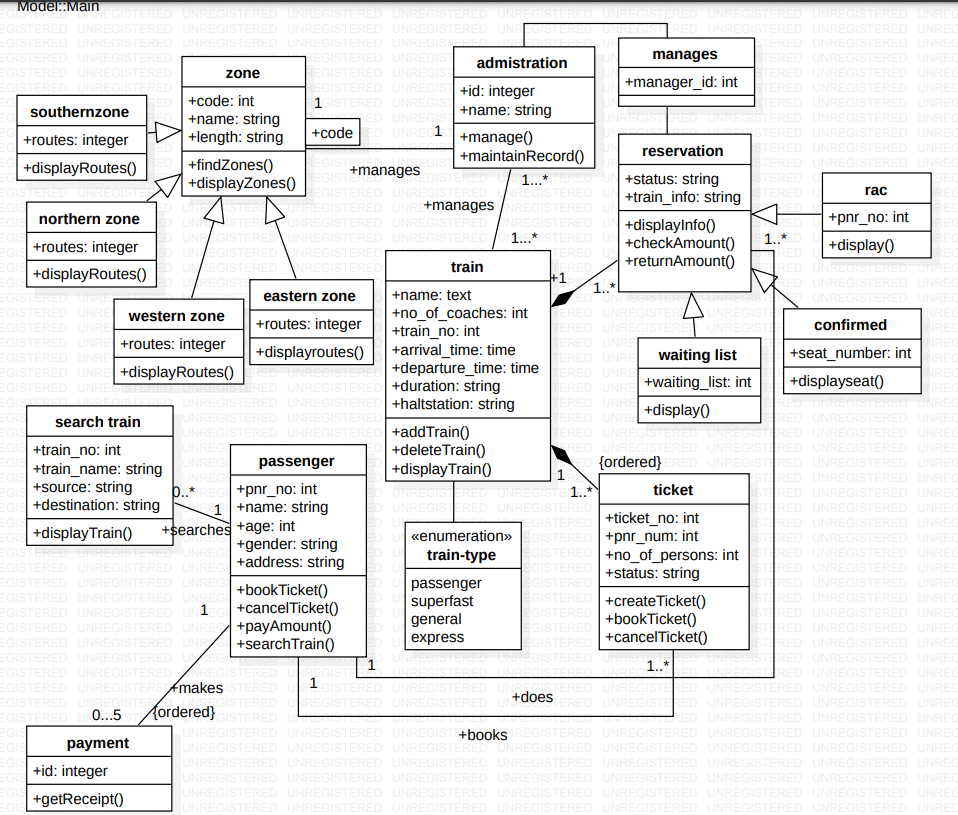 Model::Main
zone
+code: int
+name: string
+length: string
+findZones()
+displayZones()
1
+code
+manages
1
admistration
+id: integer
+name: string
+manage()
+maintainRecord()
manages
+manager_id: int
southernzone
+routes: integer
+displayRoutes()
northern zone
+routes: integer
+displayRoutes()
western zone
+routes: integer
+displayRoutes()
eastern zone
+routes: integer
+displayroutes()
1...*
+manages
1...*
reservation
+status: string
+train_info: string
+displayInfo()
+checkAmount()
+returnAmount()
1..*
rac
+pnr_no: int
+display()
train
+name: text
+no_of_coaches: int
+train_no: int
+arrival_time: time
+departure_time: time
+duration: string
+haltstation: string
+addTrain()
+deleteTrain()
+displayTrain()
+1
1..*
waiting list
+waiting_list: int
+display()
confirmed
+seat_number: int
+displayseat()
search train
+train_no: int
+train_name: string
+source: string
+destination: string
+displayTrain()
0..*
1
+searches
passenger
+pnr_no: int
+name: string
+age: int
+gender: string
+address: string
+bookTicket()
+cancelTicket()
+payAmount()
+searchTrain()
«enumeration»
train-type
passenger
superfast
general
express
1
{ordered}
1..*
ticket
+ticket_no: int
+pnr_num: int
+no_of_persons: int
+status: string
+createTicket()
+bookTicket()
+cancelTicket()
1..*
1
+makes
0...5
{ordered}
payment
+id: integer
+getReceipt()
1
1
+does
+books